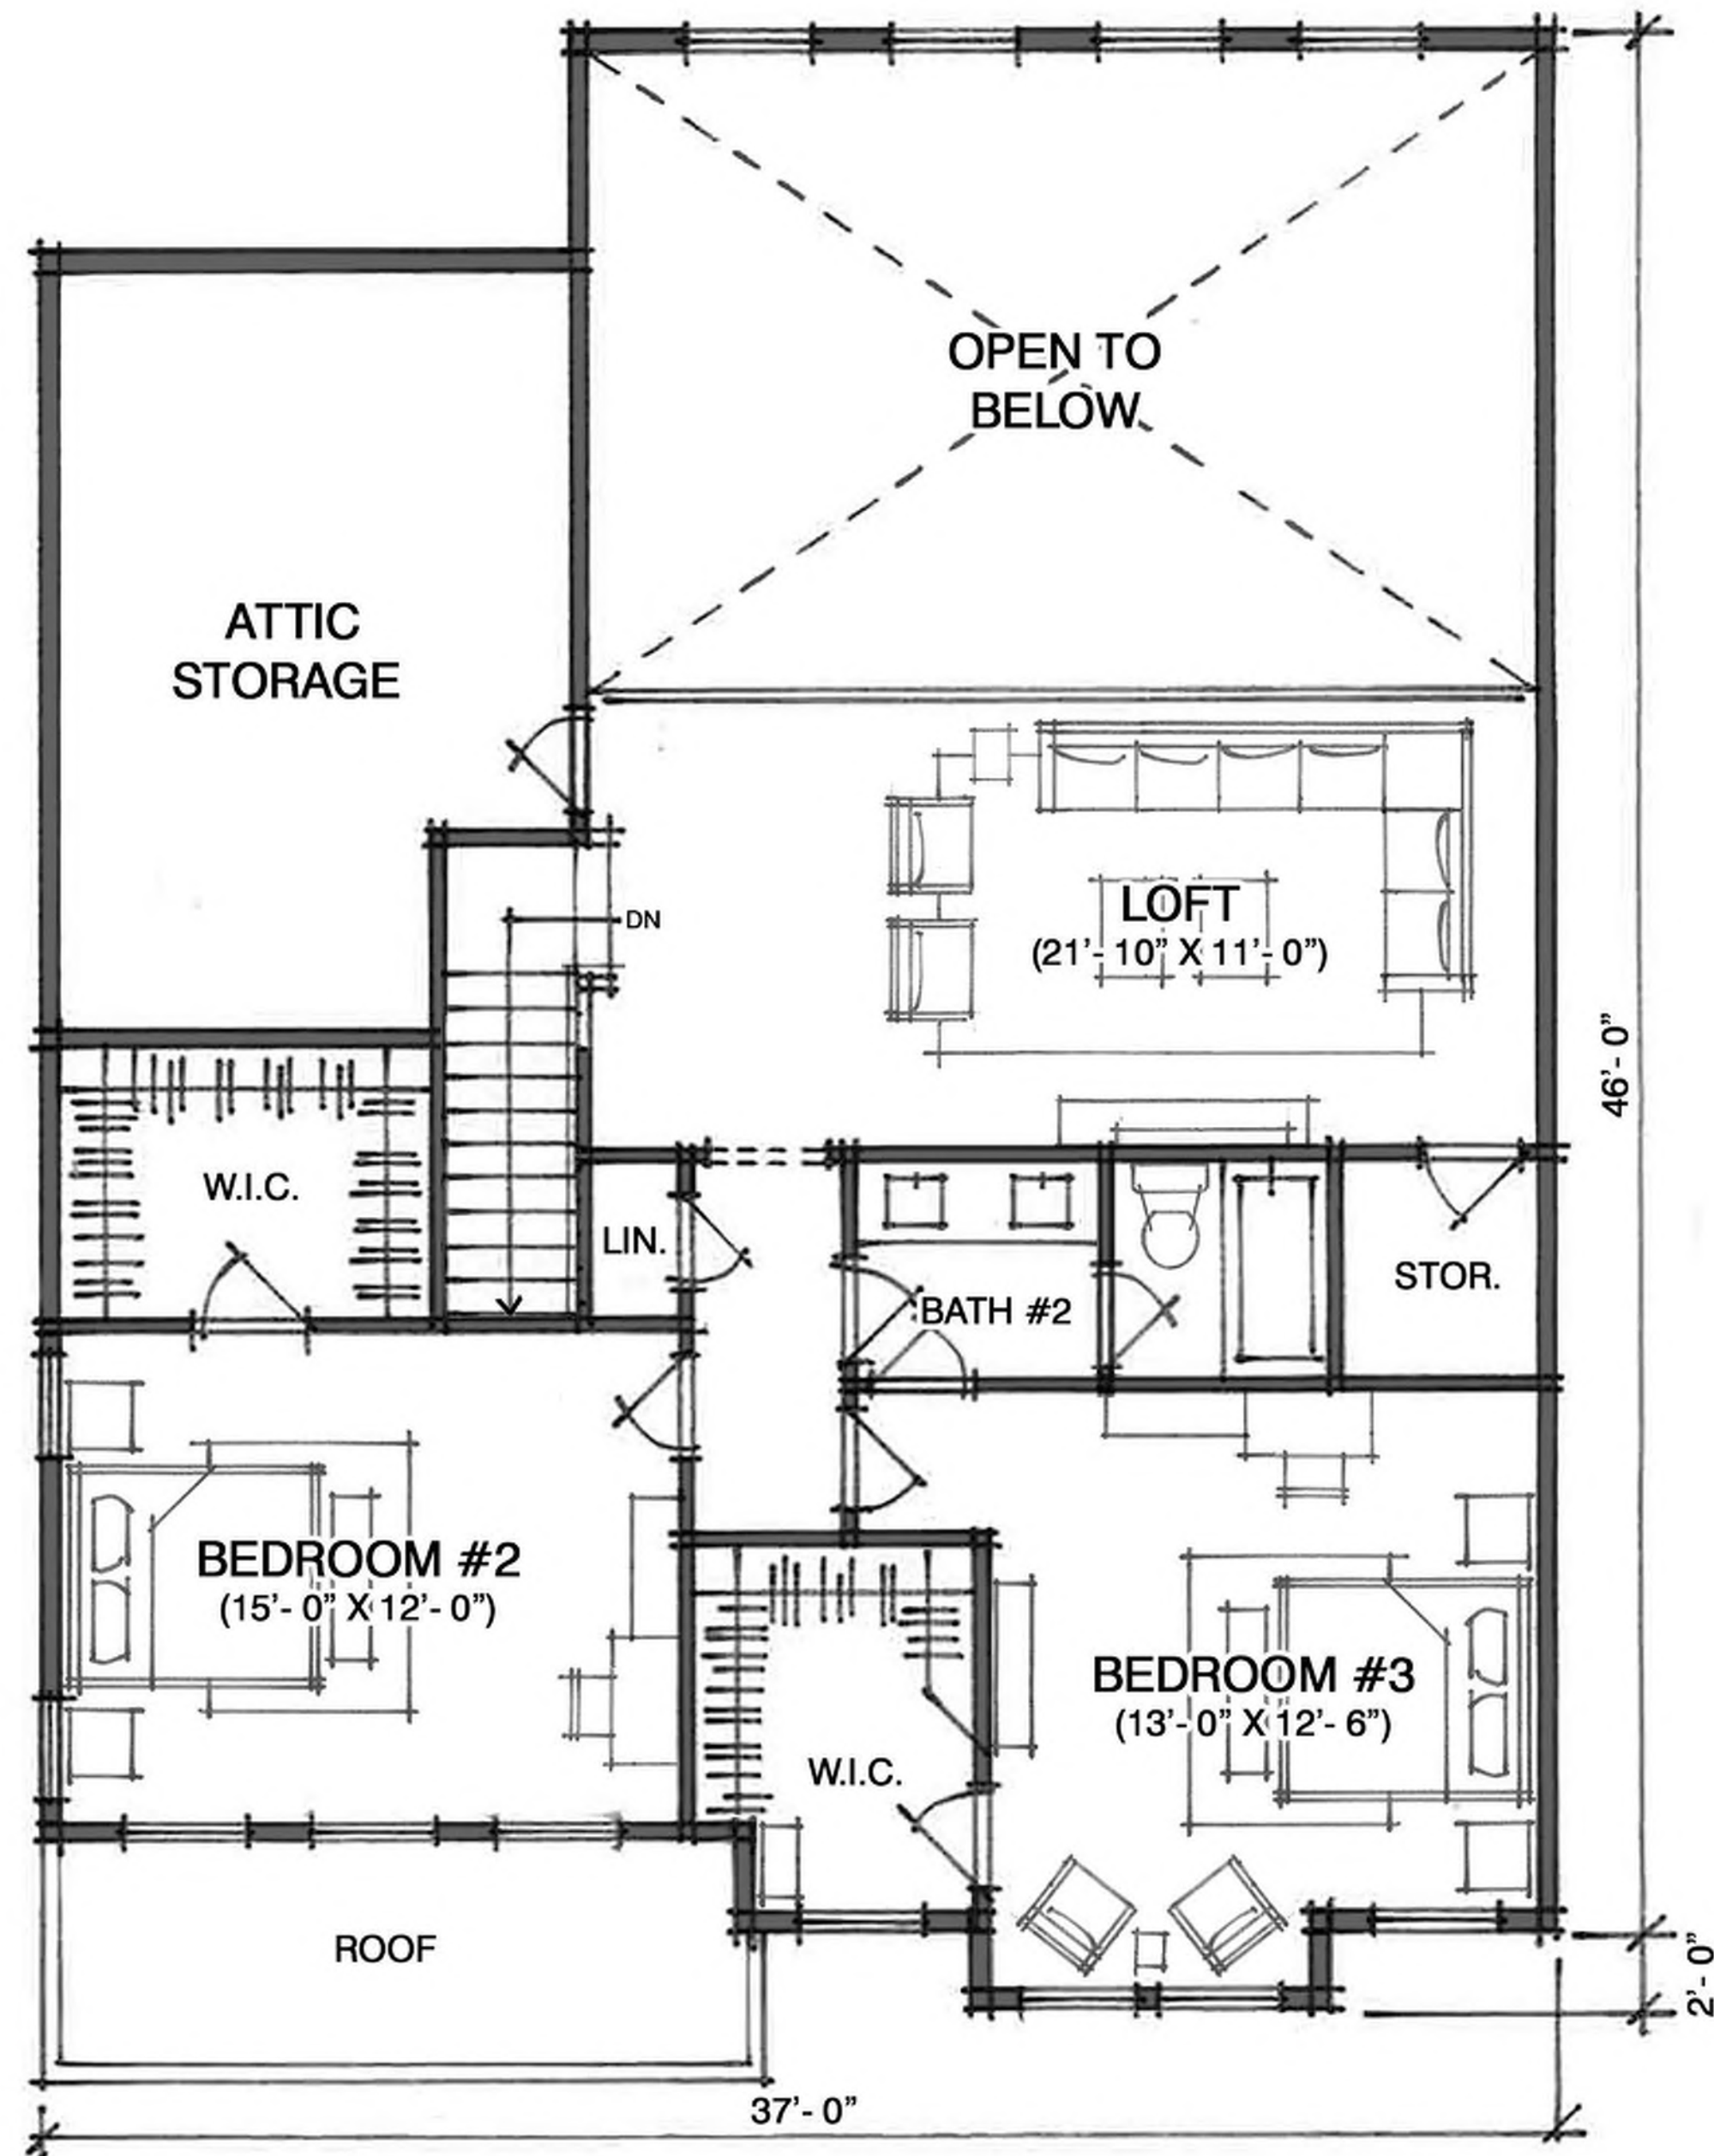 OPEN TO
BELOW
ATTIC
STORAGE
DN
LOFT
(21'- 10” X 11'- 0”)
46'- 0”
W.I.C.
LIN.
BATH #2
STOR.
BEDROOM #2
(15'- 0” X 12'- 0”)
BEDROOM #3
(13'- 0” X 12'- 6”)
W.I.C.
ROOF
2'- 0”
37'- 0”